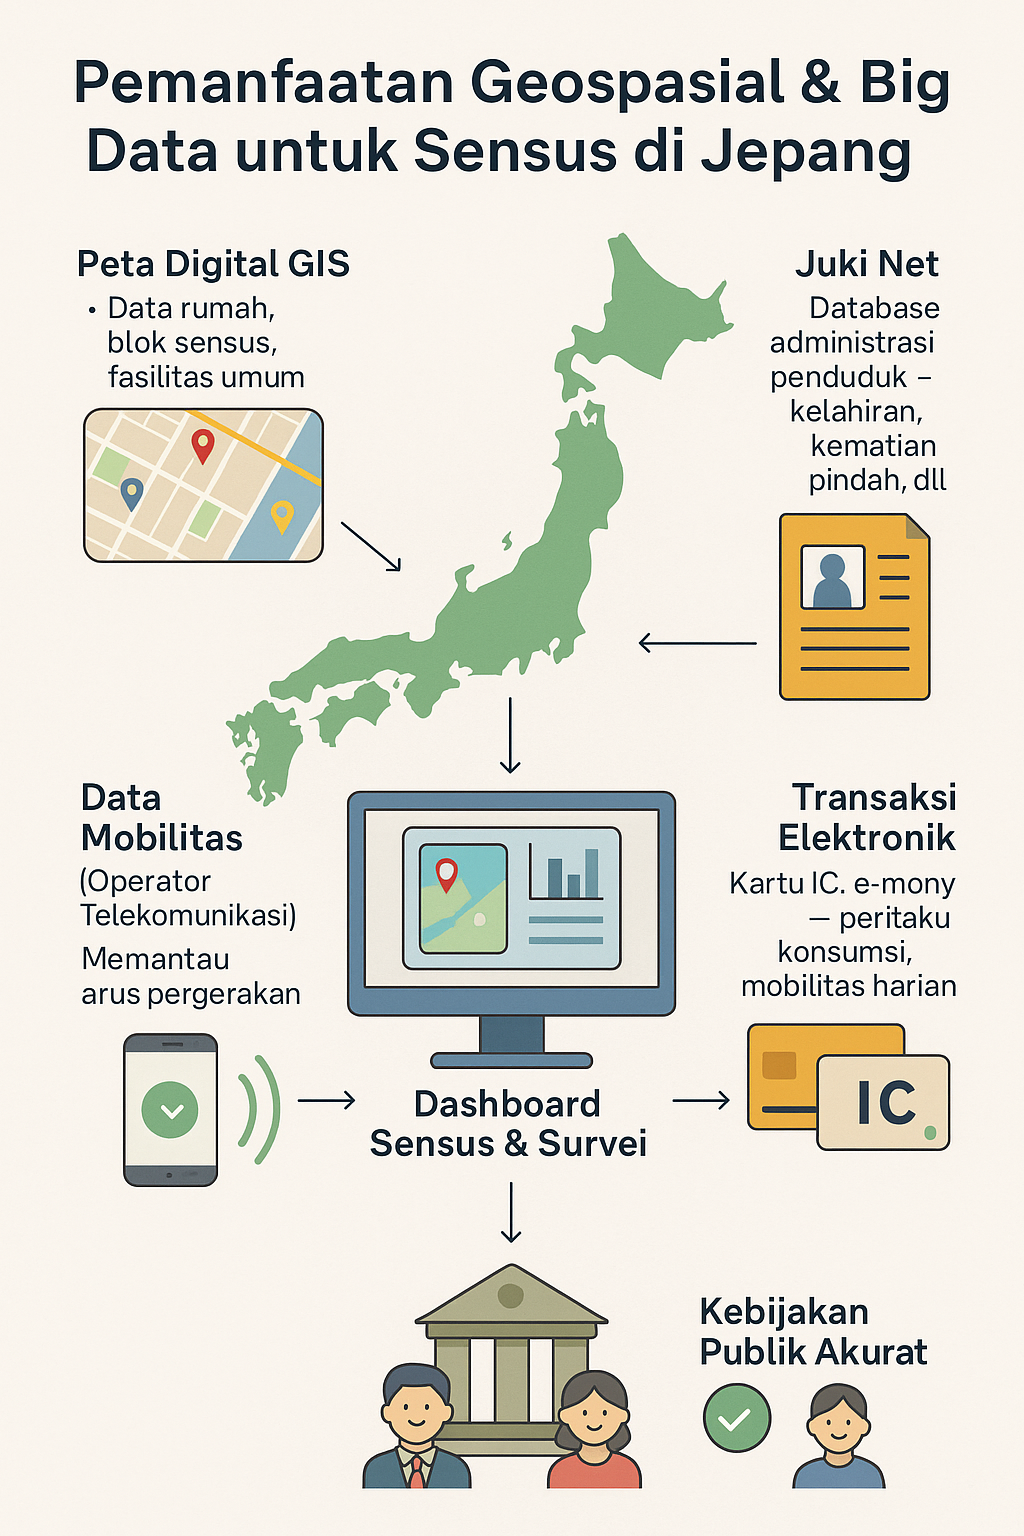 Pemanfaatan Geospasial & Big
Data untuk Sensus di Jepang
Peta Digital GIS
• Data rumah,
blok sensus,
fasilitas umum
Juki Net
Database
administrasi
penduduk –
kelahiran,
kematian
pindah, dll
Data
Mobilitas
(Operator
Telekomunikasi)
Memantau
arus pergerakan
Transaksi
Elektronik
Kartu IC. e-mony
— peritaku
konsumsi,
mobilitas harian
IC
Dashboard
Sensus & Survei
Kebijakan
Publik Akurat